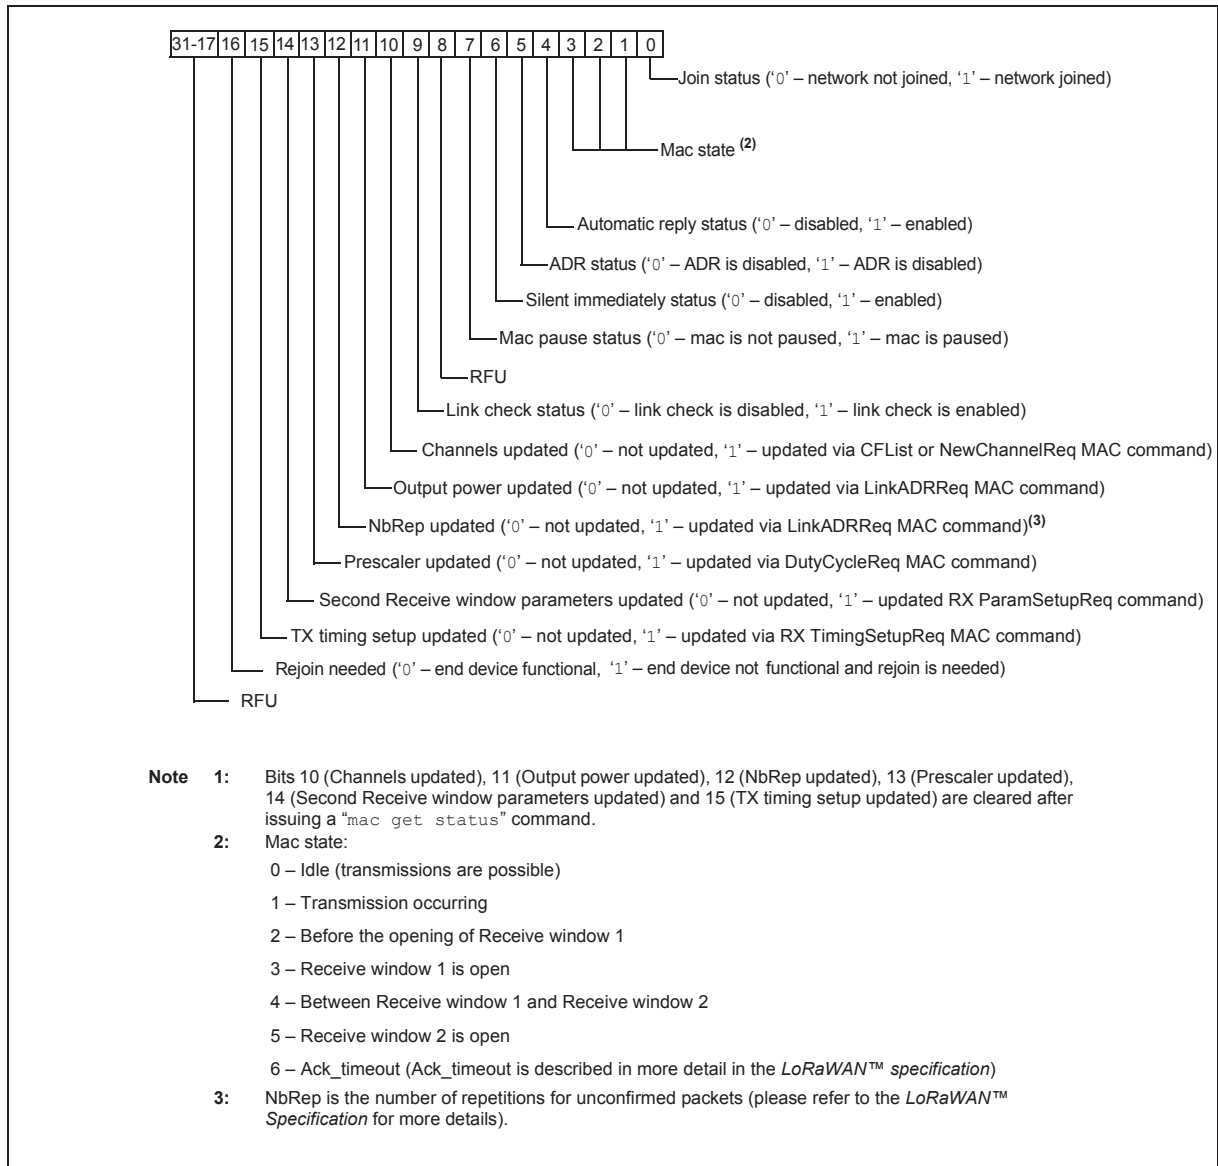 31-17 16 15 14 13 12 11 10 9 8 7 6 5 4 3 2 1 0
Join status (‘0’ – network not joined, ‘1’ – network joined)
Mac state (2)
Automatic reply status (‘0’ – disabled, ‘1’ – enabled)
ADR status (‘0’ – ADR is disabled, ‘1’ – ADR is disabled)
Silent immediately status (‘0’ – disabled, ‘1’ – enabled)
Mac pause status (‘0’ – mac is not paused, ‘1’ – mac is paused)
RFU
Link check status (‘0’ – link check is disabled, ‘1’ – link check is enabled)
Channels updated (‘0’ – not updated, ‘1’ – updated via CFList or NewChannelReq MAC command)
Output power updated (‘0’ – not updated, ‘1’ – updated via LinkADRReq MAC command)
NbRep updated (‘0’ – not updated, ‘1’ – updated via LinkADRReq MAC command)(3)
Prescaler updated (‘0’ – not updated, ‘1’ – updated via DutyCycleReq MAC command)
Second Receive window parameters updated (‘0’ – not updated, ‘1’ – updated RX ParamSetupReq command)
TX timing setup updated (‘0’ – not updated, ‘1’ – updated via RX TimingSetupReq MAC command)
Rejoin needed (‘0’ – end device functional, ‘1’ – end device not functional and rejoin is needed)
RFU
Note 1: Bits 10 (Channels updated), 11 (Output power updated), 12 (NbRep updated), 13 (Prescaler updated),
14 (Second Receive window parameters updated) and 15 (TX timing setup updated) are cleared after
issuing a “mac get status” command.
2: Mac state:
0 – Idle (transmissions are possible)
1 – Transmission occurring
2 – Before the opening of Receive window 1
3 – Receive window 1 is open
4 – Between Receive window 1 and Receive window 2
5 – Receive window 2 is open
6 – Ack_timeout (Ack_timeout is described in more detail in the LoRaWAN™ specification)
3: NbRep is the number of repetitions for unconfirmed packets (please refer to the LoRaWAN™
Specification for more details).